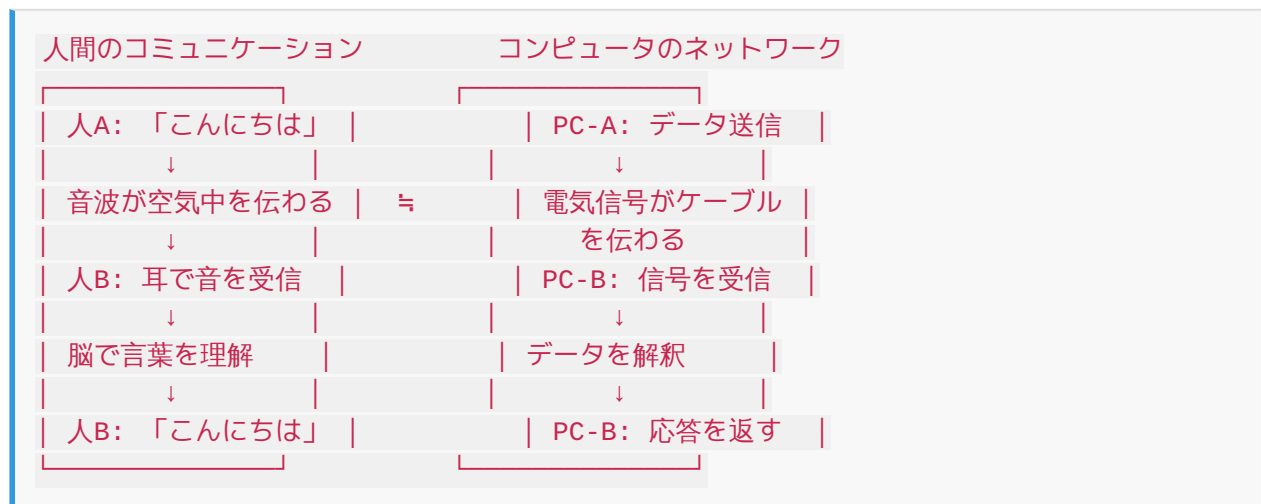 人間のコミュニケーション　　　　コンピュータのネットワーク
┌─────────────┐         ┌─────────────┐
│ 人A: 「こんにちは」 │         │ PC-A: データ送信  │
│       ↓        │         │       ↓        │
│ 音波が空気中を伝わる │  ≒      │ 電気信号がケーブル │
│       ↓        │         │     を伝わる       │
│ 人B: 耳で音を受信  │         │ PC-B: 信号を受信  │
│       ↓        │         │       ↓        │
│ 脳で言葉を理解    │         │ データを解釈     │
│       ↓        │         │       ↓        │
│ 人B: 「こんにちは」 │         │ PC-B: 応答を返す  │
└─────────────┘         └─────────────┘